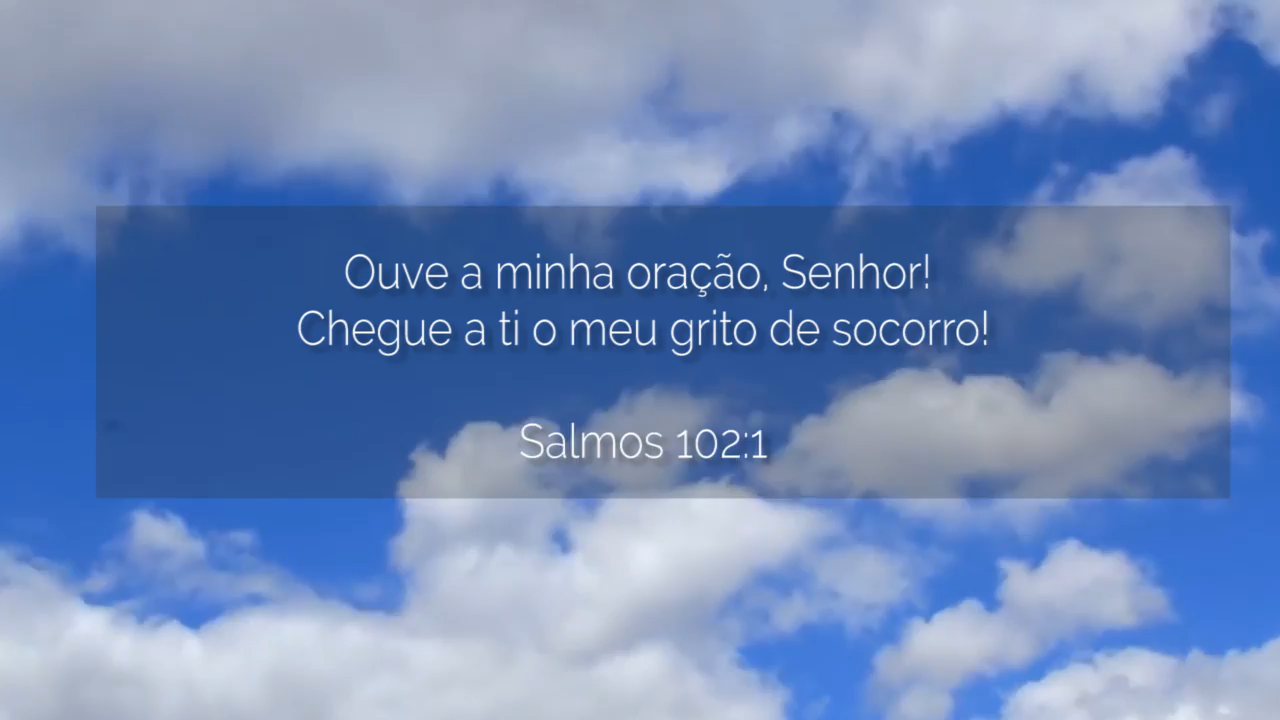 Ouve a minha oração, Senhor!
Chegue a ti o meu grito de socorro!
Salmos 102:1